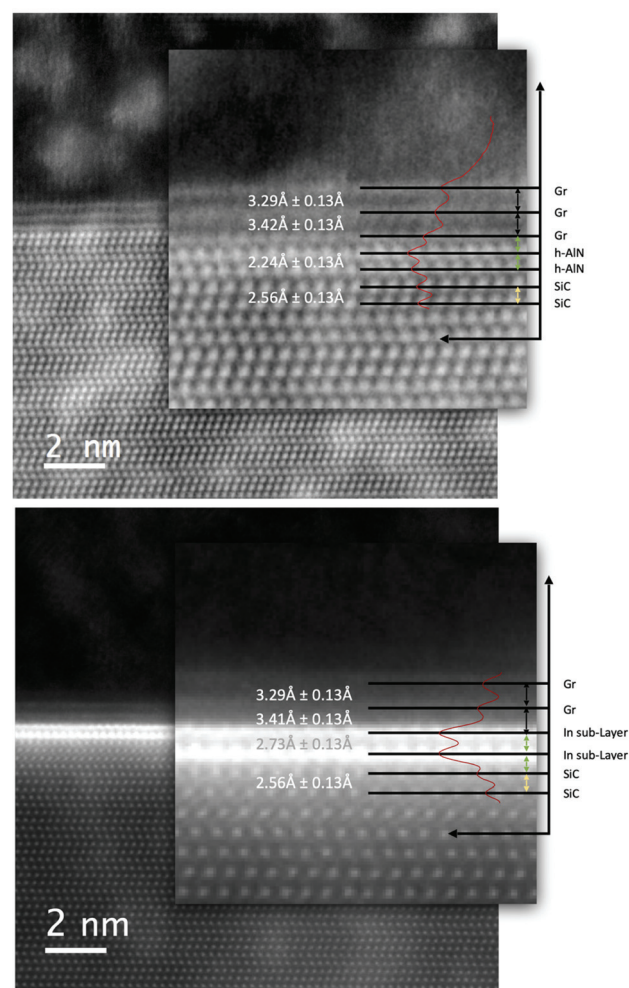 Gr
3.29Å ± 0.13Å
Gr
3.42Å ± 0.13Å
Gr
h-AlN
2.24Å ± 0.13Å
h-AlN
SiC
2.56Å ± 0.13Å
SiC
2 nm
Gr
3.29Å ± 0.13Å
Gr
3.41Å ± 0.13Å
In sub-Layer
2.73Å ± 0.13Å
In sub-Layer
SiC
2.56Å ± 0.13Å
SiC
2 nm